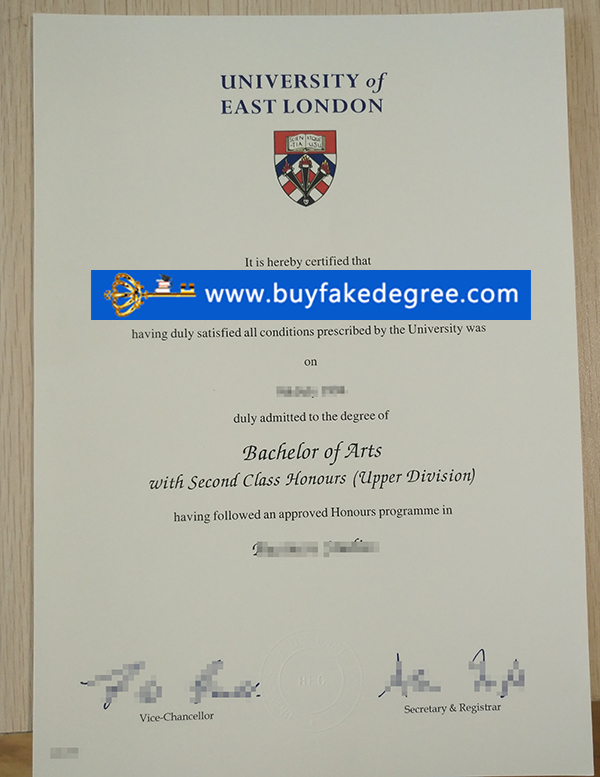 UNIVERSITY of
EAST LONDON
It is hereby certified that
www.buyfakedegree.com
having duly satisfied all conditions prescribed by the University was
on
duly admitted to the degree of
Bachelor of Arts
with Second Class Honours (Upper Division)
having followed an approved Honours programme in
Vice-Chancellor
Secretary & Registrar